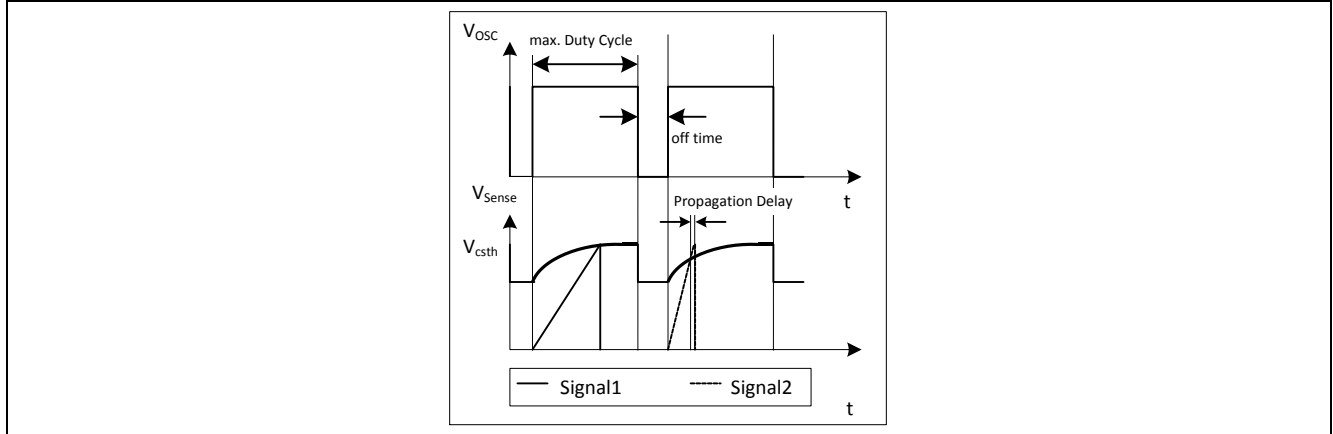 V_OSC
max. Duty Cycle
off time
t
V_Sense
Propagation Delay
V_csth
Signal1 Signal2
t